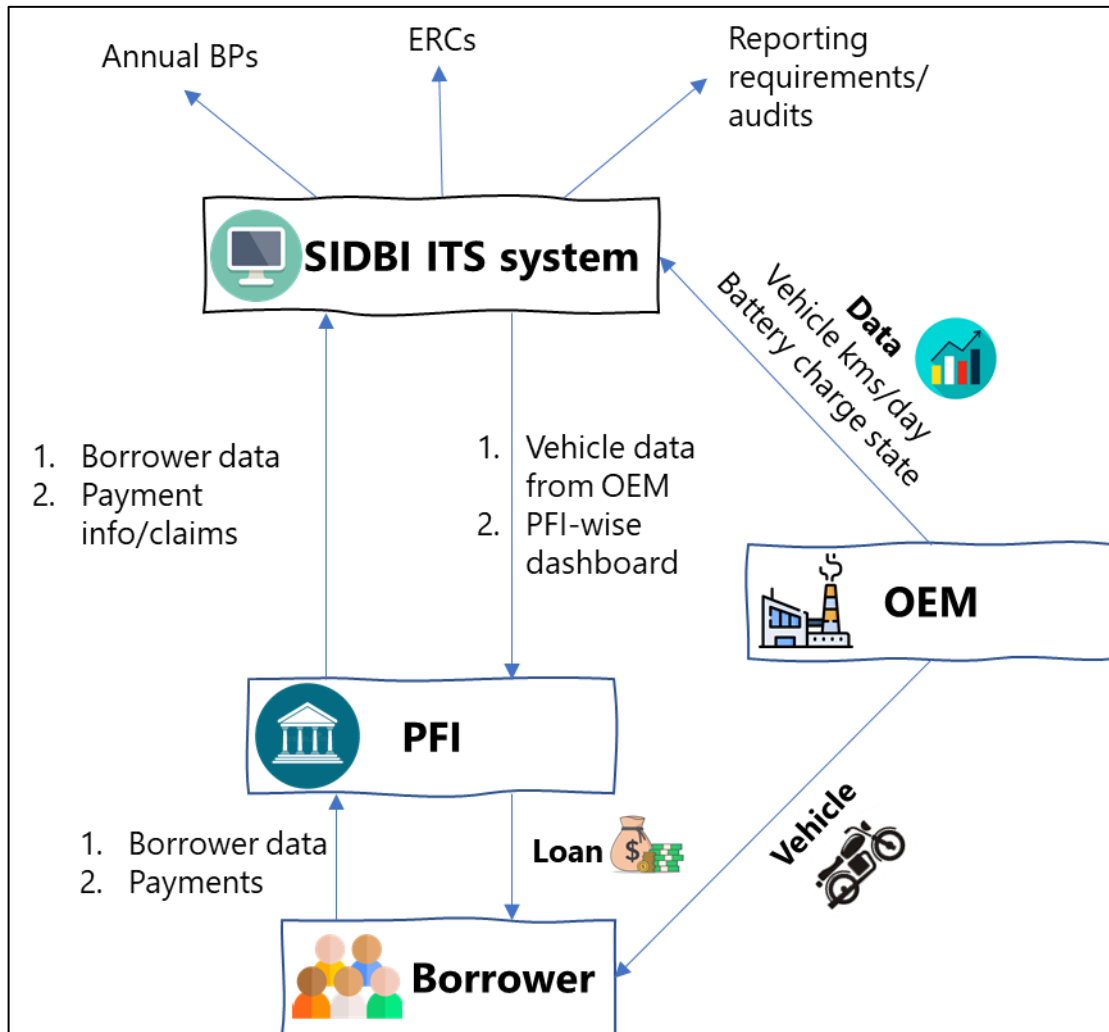 Annual BPs
ERCs
Reporting
requirements/
audits
SIDBI ITS system
Data
Vehicle kms/day
Battery charge state
1. Borrower data
2. Payment
info/claims
1. Vehicle data
from OEM
2. PFI-wise
dashboard
OEM
PFI
1. Borrower data
2. Payments
Loan
$
Vehicle
Borrower